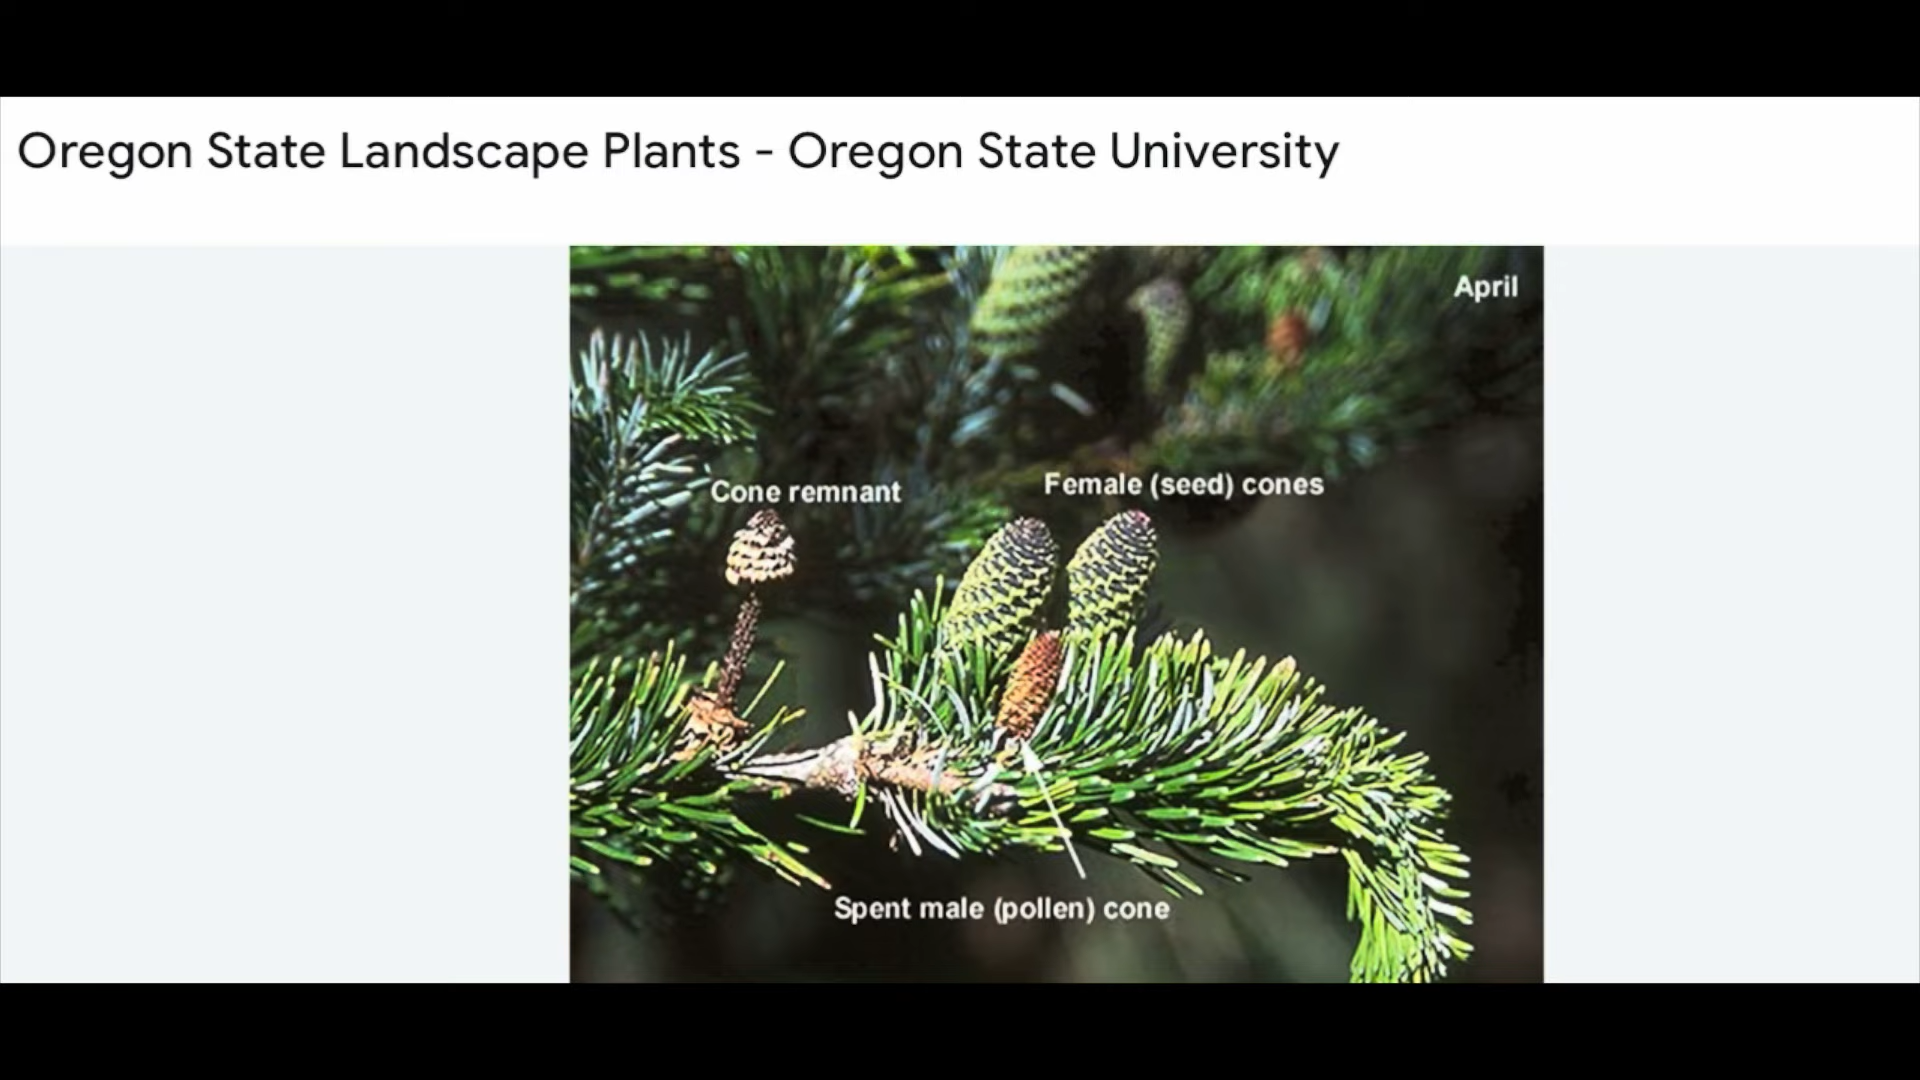 Oregon State Landscape Plants - Oregon State University
April
Cone remnant
Female (seed) cones
Spent male (pollen) cone